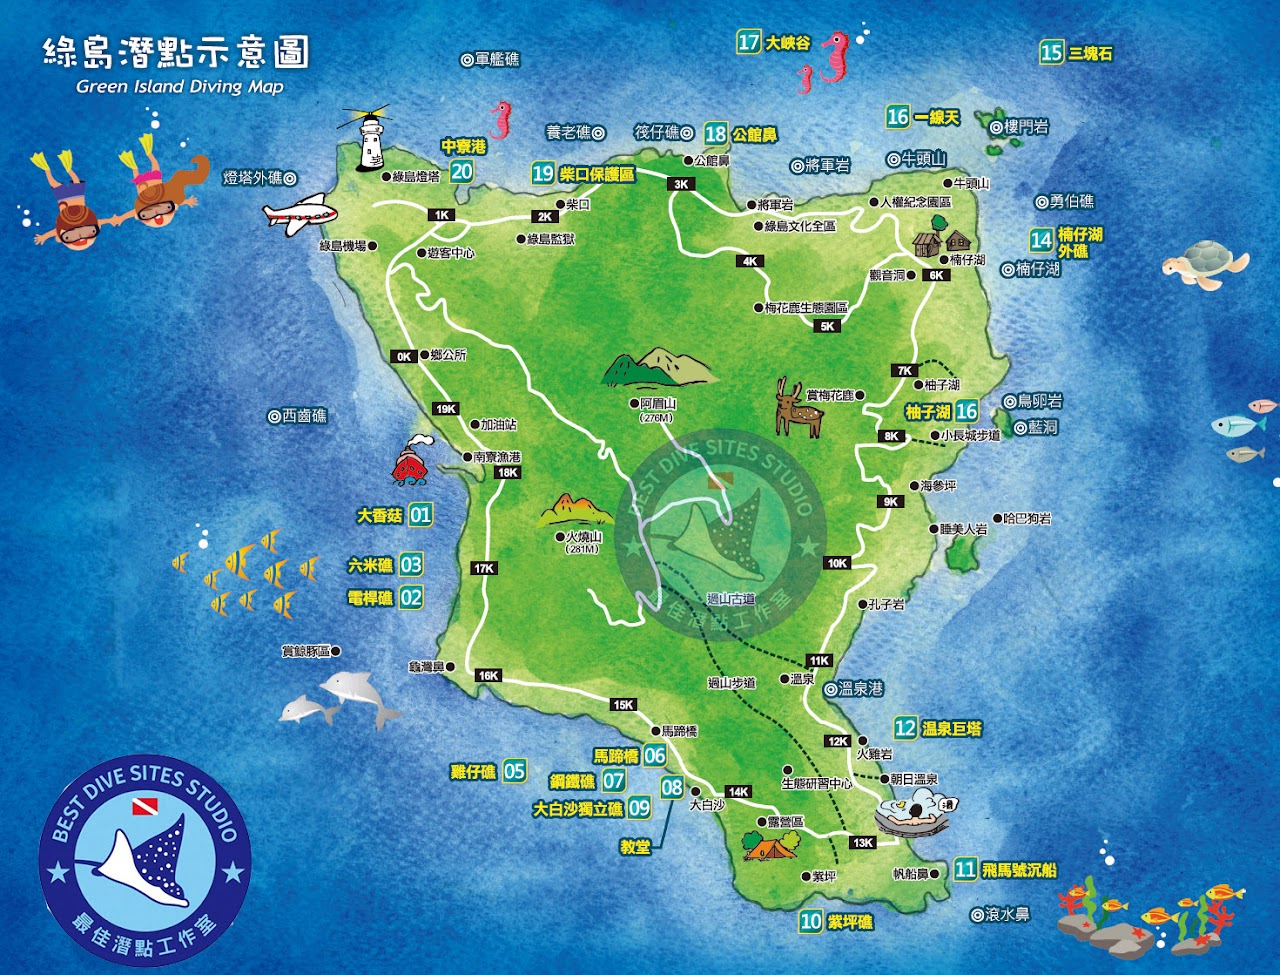 綠島潛點示意圖
Green Island Diving Map
◎軍艦礁
17 大峽谷
15 三塊石
16 一線天
◎樓門岩
養老礁◎
筏仔礁◎
18 公館鼻
中寮港
20
19 柴口保護區
公館鼻
◎將軍岩
◎牛頭山
燈塔外礁◎
綠島燈塔
牛頭山
3K
1K
2K
柴口
將軍岩
人權紀念園區
◎勇伯礁
綠島機場
遊客中心
綠島監獄
綠島文化全區
14 楠仔湖
外礁
楠仔湖
◎楠仔湖
觀音洞
6K
4K
梅花鹿生態園區
5K
0K
鄉公所
7K
柚子湖
阿眉山
(276M)
賞梅花鹿
◎鳥卵岩
19K
◎西齒礁
柚子湖 16
◎藍洞
加油站
8K
小長城步道
南寮漁港
18K
海參坪
9K
大香菇 01
哈巴狗岩
睡美人岩
火燒山
(281M)
六米礁 03
17K
10K
電桿礁 02
過山古道
孔子岩
賞鯨豚區
龜灣鼻
16K
11K
過山步道
溫泉
◎溫泉港
15K
馬蹄橋
12 溫泉巨塔
12K
火雞岩
馬蹄橋 06
雞仔礁 05
鋼鐵礁 07
08
生態研習中心
朝日溫泉
14K
大白沙
大白沙獨立礁 09
露營區
教堂
13K
紫坪
帆船鼻
11 飛馬號沉船
10 紫坪礁
◎滾水鼻
BEST DIVE SITES STUDIO
最佳潛點工作室
BEST DIVE SITES STUDIO
最佳潛點工作室